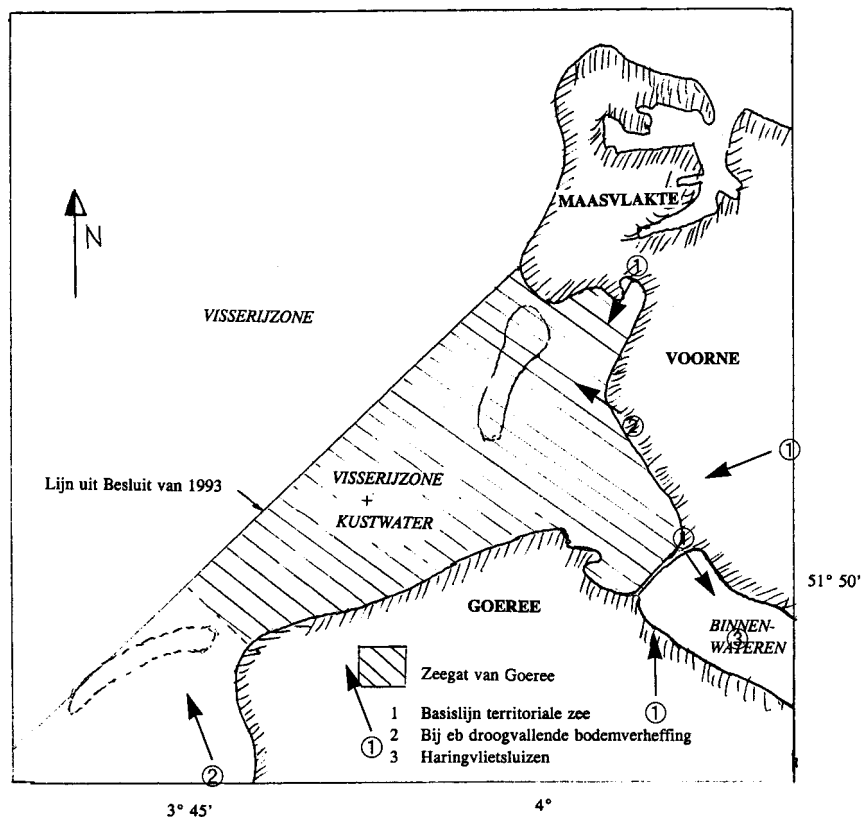 MAASVLAKTE
N
①
VISSERIJZONE
VOORNE
②
①
Lijn uit Besluit van 1993
VISSERIJZONE
+
KUSTWATER
①
51° 50'
GOEREE
BINNEN-
WATEREN
③
Zeegat van Goeree
①
①
1 Basislijn territoriale zee
2 Bij eb droogvallende bodemverheffing
3 Haringvlietsluizen
②
3° 45'
4°